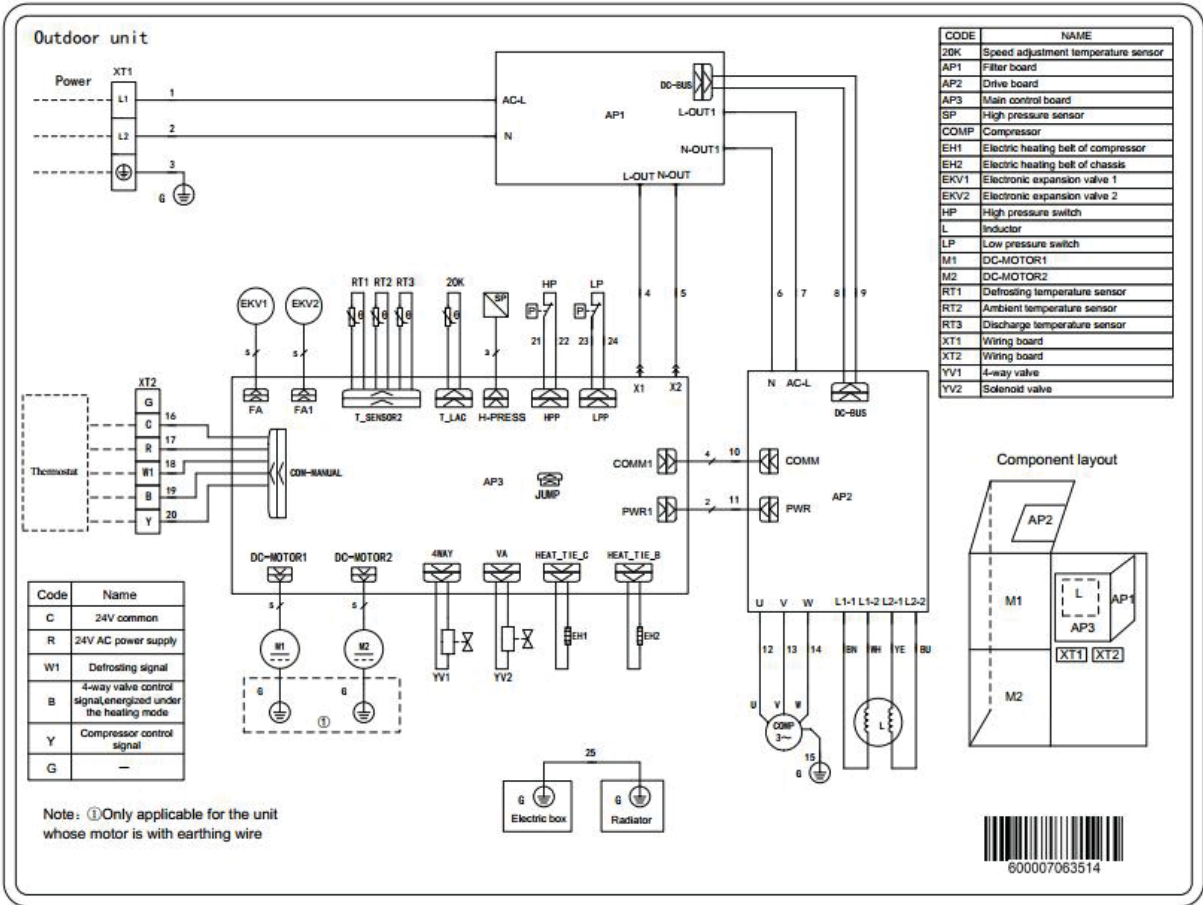 Outdoor unit
Power
XT1
L1
L2
1
2
3
G
AC-L
N
AP1
DC-BUS
L-OUT1
N-OUT1
L-OUT N-OUT
CODE NAME
20K Speed adjustment temperature sensor
AP1 Filter board
AP2 Drive board
AP3 Main control board
SP High pressure sensor
COMP Compressor
EH1 Electric heating belt of compressor
EH2 Electric heating belt of chassis
EKV1 Electronic expansion valve 1
EKV2 Electronic expansion valve 2
HP High pressure switch
L Inductor
LP Low pressure switch
M1 DC-MOTOR1
M2 DC-MOTOR2
RT1 Defrosting temperature sensor
RT2 Ambient temperature sensor
RT3 Discharge temperature sensor
XT1 Wiring board
XT2 Wiring board
YV1 4-way valve
YV2 Solenoid valve
EKV1 EKV2
RT1 RT2 RT3 20K
θ θ θ θ
SP
HP LP
P P
21 22 23 24
4 5 6 7 8 9
5 5 3
X1 X2
FA FA1 T_SENSOR2 T_LAC H-PRESS HPP LPP
N AC-L
DC-BUS
XT2
G
C 16
R 17
W1 18
B 19
Y 20
Thermostat
CON-MANUAL
AP3
JUMP
COMM1 4 10 COMM
PWR1 2 11 PWR
AP2
DC-MOTOR1 DC-MOTOR2 4WAY VA HEAT_TIE_C HEAT_TIE_B
5 5
M1 M2
YV1 YV2 EH1 EH2
G G
①
U V W L1-1 L1-2 L2-1 L2-2
12 13 14 BN WH YE BU
U V W
COMP
3~
L
15
G
Code Name
C 24V common
R 24V AC power supply
W1 Defrosting signal
B 4-way valve control
signal,energized under
the heating mode
Y Compressor control
signal
G —
25
G G
Electric box Radiator
Component layout
AP2
M1
L
AP1
AP3
XT1 XT2
M2
Note: ①Only applicable for the unit
whose motor is with earthing wire
600007063514